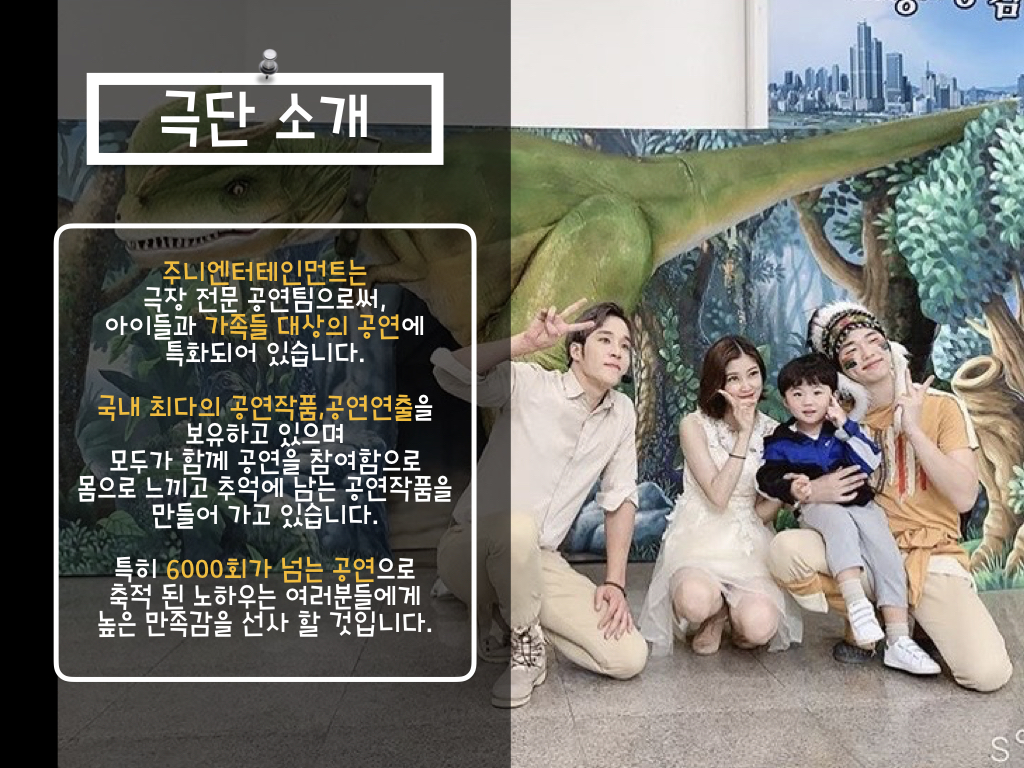 극단 소개
주니엔터테인먼트는
극장 전문 공연팀으로써,
아이들과 가족들 대상의 공연에
특화되어 있습니다.
국내 최다의 공연작품,공연연출을
보유하고 있으며
모두가 함께 공연을 참여함으로
몸으로 느끼고 추억에 남는 공연작품을
만들어 가고 있습니다.
특히 6000회가 넘는 공연으로
축적 된 노하우는 여러분들에게
높은 만족감을 선사 할 것입니다.